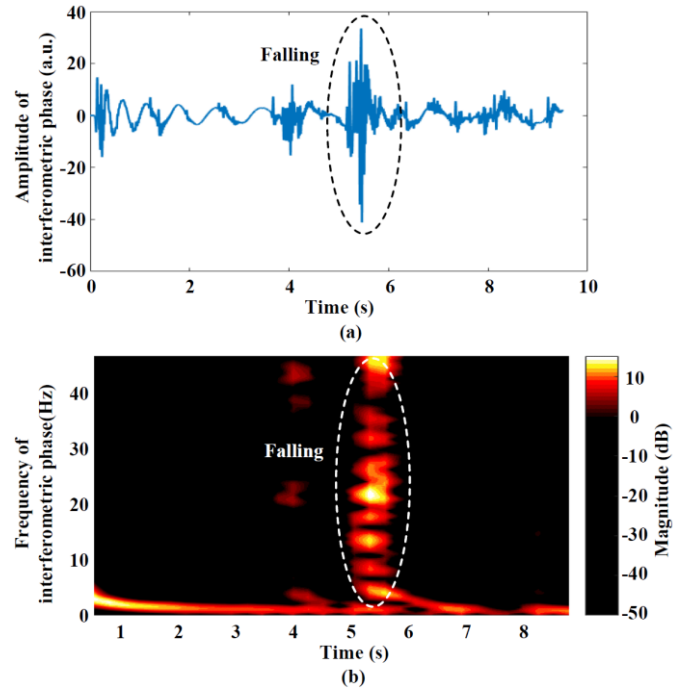 40
20
0
-20
-40
-60
Amplitude of
interferometric phase (a.u.)
Falling
0 2 4 6 8 10
Time (s)
(a)
40
30
20
10
0
Frequency of
interferometric phase(Hz)
Falling
1 2 3 4 5 6 7 8
Time (s)
10
0
-10
-20
-30
-40
-50
Magnitude (dB)
(b)